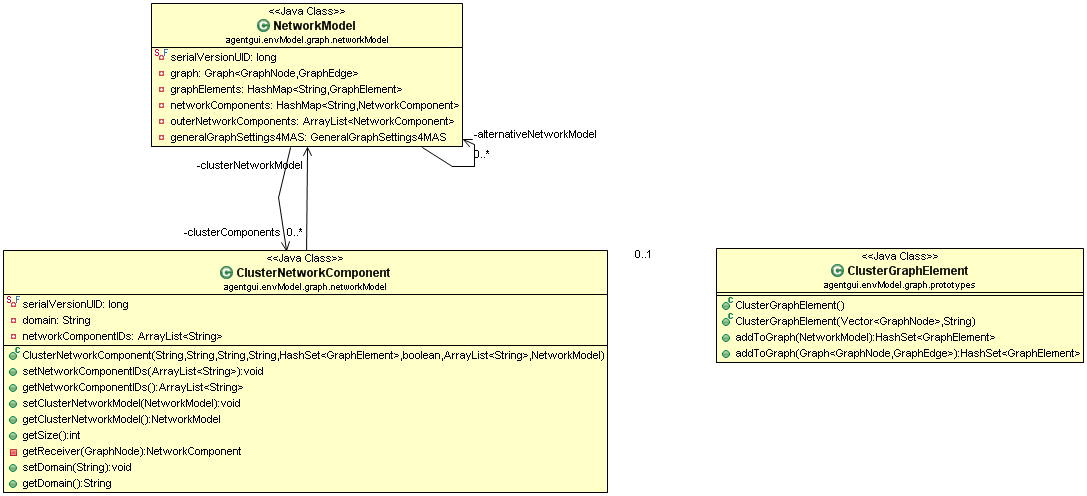 <<Java Class>>
C NetworkModel
agentgui.envModel.graph.networkModel
S F serialVersionUID: long
graph: Graph<GraphNode,GraphEdge>
graphElements: HashMap<String,GraphElement>
networkComponents: HashMap<String,NetworkComponent>
outerNetworkComponents: ArrayList<NetworkComponent>
generalGraphSettings4MAS: GeneralGraphSettings4MAS
-alternativeNetworkModel
0..*
-clusterNetworkModel
-clusterComponents 0..*
0..1
<<Java Class>>
C ClusterNetworkComponent
agentgui.envModel.graph.networkModel
S F serialVersionUID: long
domain: String
networkComponentIDs: ArrayList<String>
C ClusterNetworkComponent(String,String,String,String,HashSet<GraphElement>,boolean,ArrayList<String>,NetworkModel)
setNetworkComponentIDs(ArrayList<String>):void
getNetworkComponentIDs():ArrayList<String>
setClusterNetworkModel(NetworkModel):void
getClusterNetworkModel():NetworkModel
getSize():int
getReceiver(GraphNode):NetworkComponent
setDomain(String):void
getDomain():String
<<Java Class>>
C ClusterGraphElement
agentgui.envModel.graph.prototypes
C ClusterGraphElement()
C ClusterGraphElement(Vector<GraphNode>,String)
addToGraph(NetworkModel):HashSet<GraphElement>
addToGraph(Graph<GraphNode,GraphEdge>):HashSet<GraphElement>